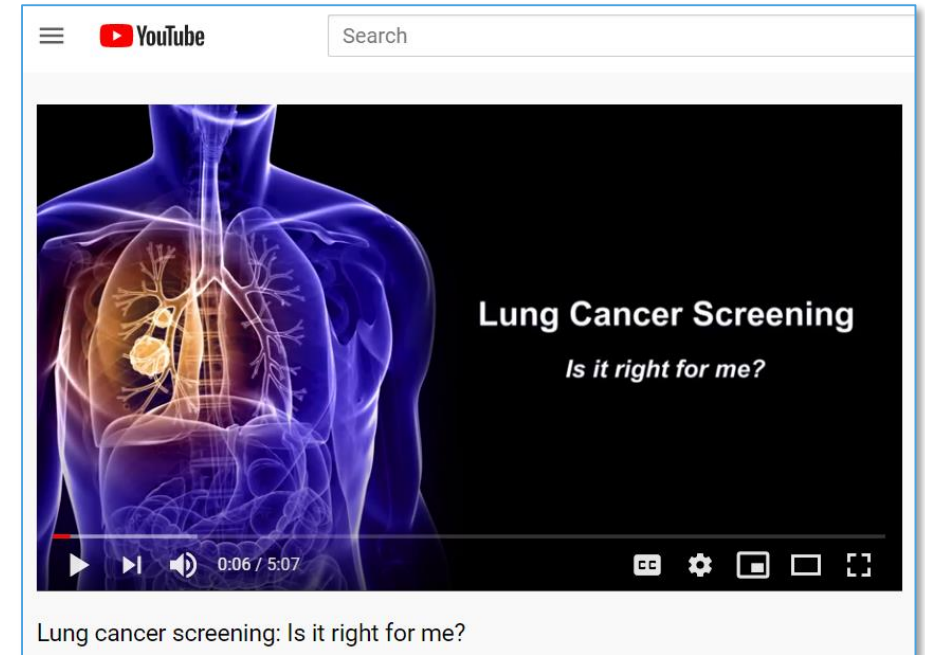 YouTube
Search
Lung Cancer Screening
Is it right for me?
0:06 / 5:07
CC
Lung cancer screening: Is it right for me?